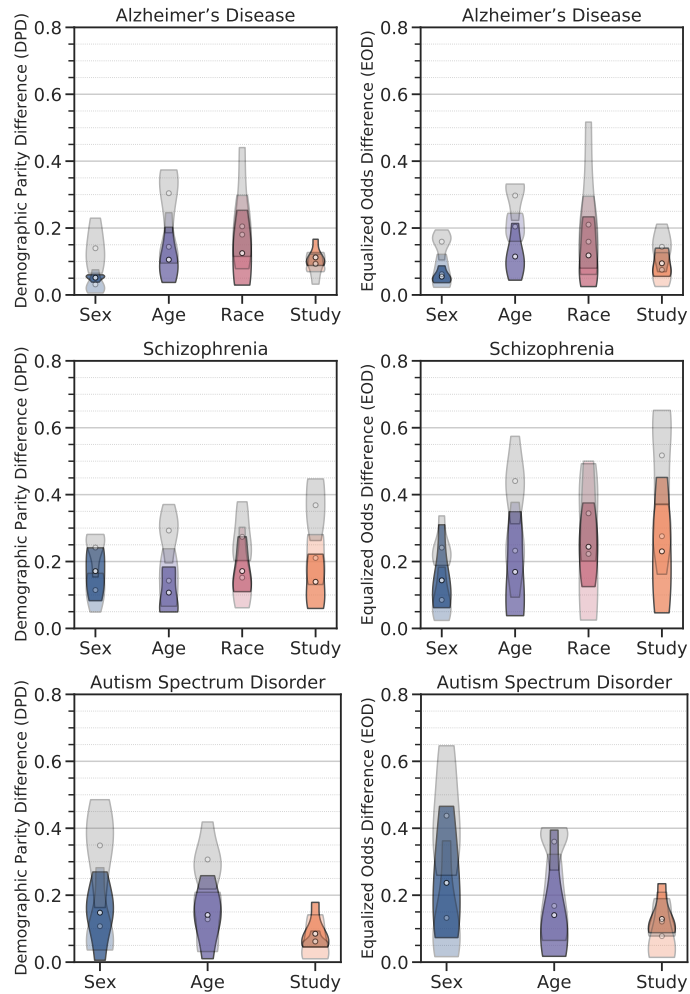 Alzheimer’s Disease
Demographic Parity Difference (DPD)
0.8
0.6
0.4
0.2
0.0
Sex Age Race Study
Alzheimer’s Disease
Equalized Odds Difference (EOD)
0.8
0.6
0.4
0.2
0.0
Sex Age Race Study
Schizophrenia
Demographic Parity Difference (DPD)
0.8
0.6
0.4
0.2
0.0
Sex Age Race Study
Schizophrenia
Equalized Odds Difference (EOD)
0.8
0.6
0.4
0.2
0.0
Sex Age Race Study
Autism Spectrum Disorder
Demographic Parity Difference (DPD)
0.8
0.6
0.4
0.2
0.0
Sex Age Study
Autism Spectrum Disorder
Equalized Odds Difference (EOD)
0.8
0.6
0.4
0.2
0.0
Sex Age Study